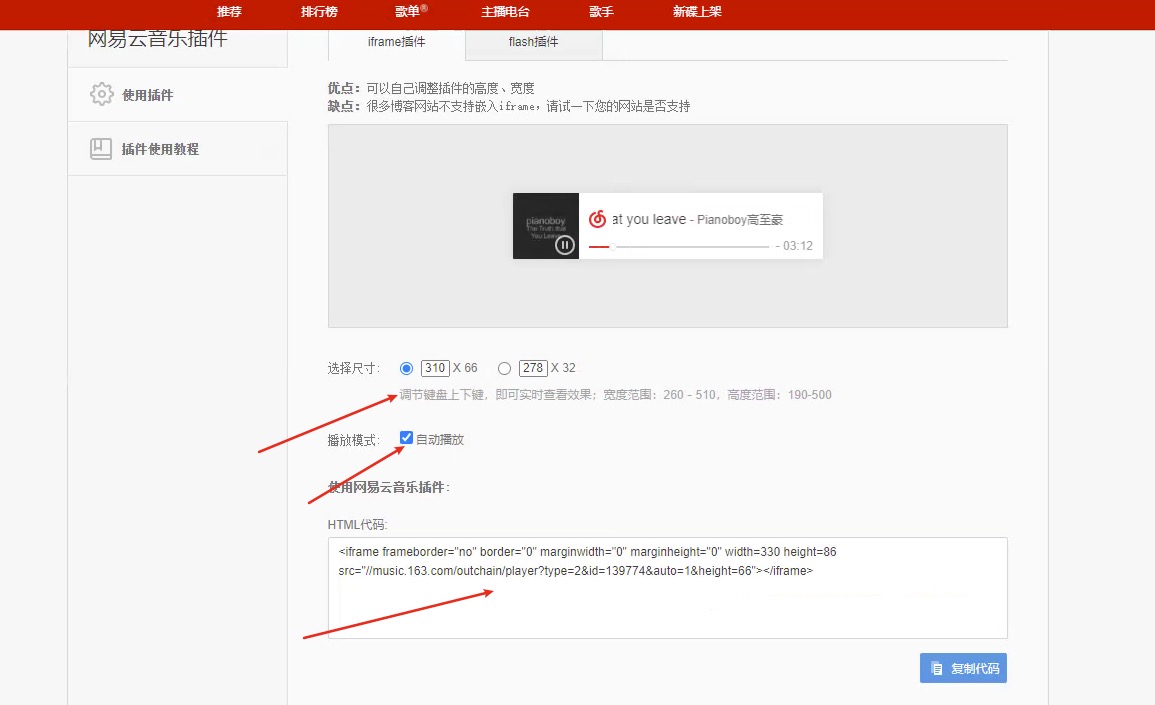 推荐 排行榜 歌单® 主播电台 歌手 新碟上架
网易云音乐插件
iframe插件 flash插件
使用插件
插件使用教程
优点：可以自己调整插件的高度、宽度
缺点：很多博客网站不支持嵌入iframe，请试一下您的网站是否支持
pianoboy
The Truth that
You Leave
at you leave - Pianoboy高至豪
- 03:12
选择尺寸： 310 X 66 278 X 32
调节键盘上下键，即可实时查看效果；宽度范围：260 - 510，高度范围：190-500
播放模式： 自动播放
使用网易云音乐插件：
HTML代码:
<iframe frameborder="no" border="0" marginwidth="0" marginheight="0" width=330 height=86
src="//music.163.com/outchain/player?type=2&id=139774&auto=1&height=66"></iframe>
复制代码